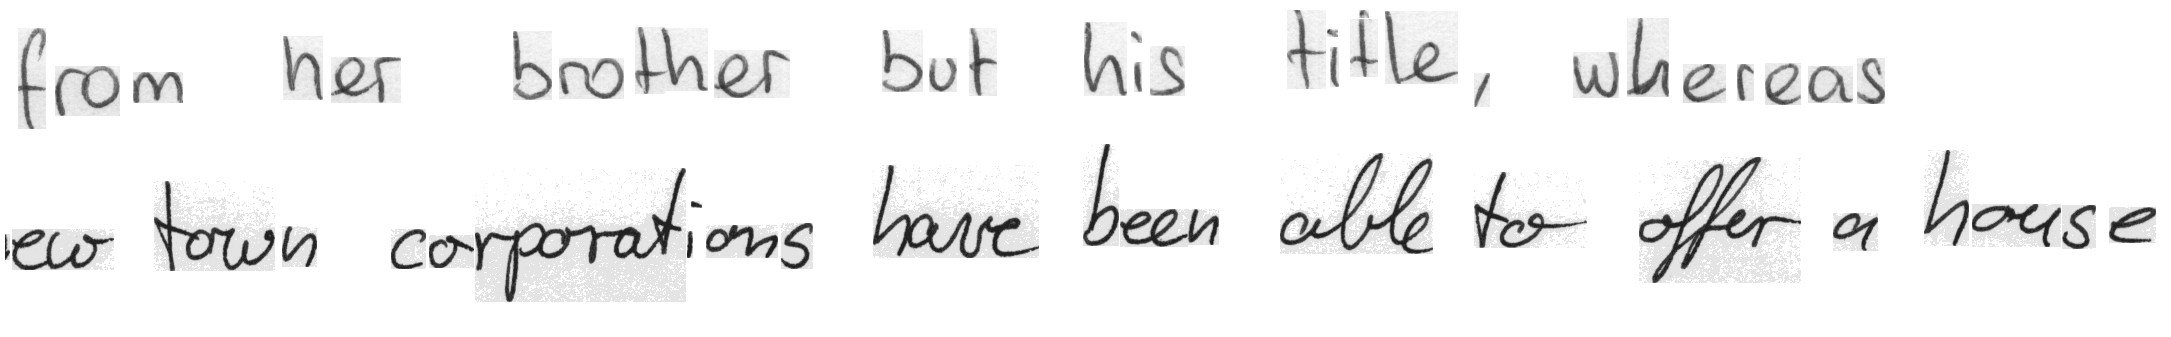 from her brother but his title, whereas
ew town corporations have been able to offer a house